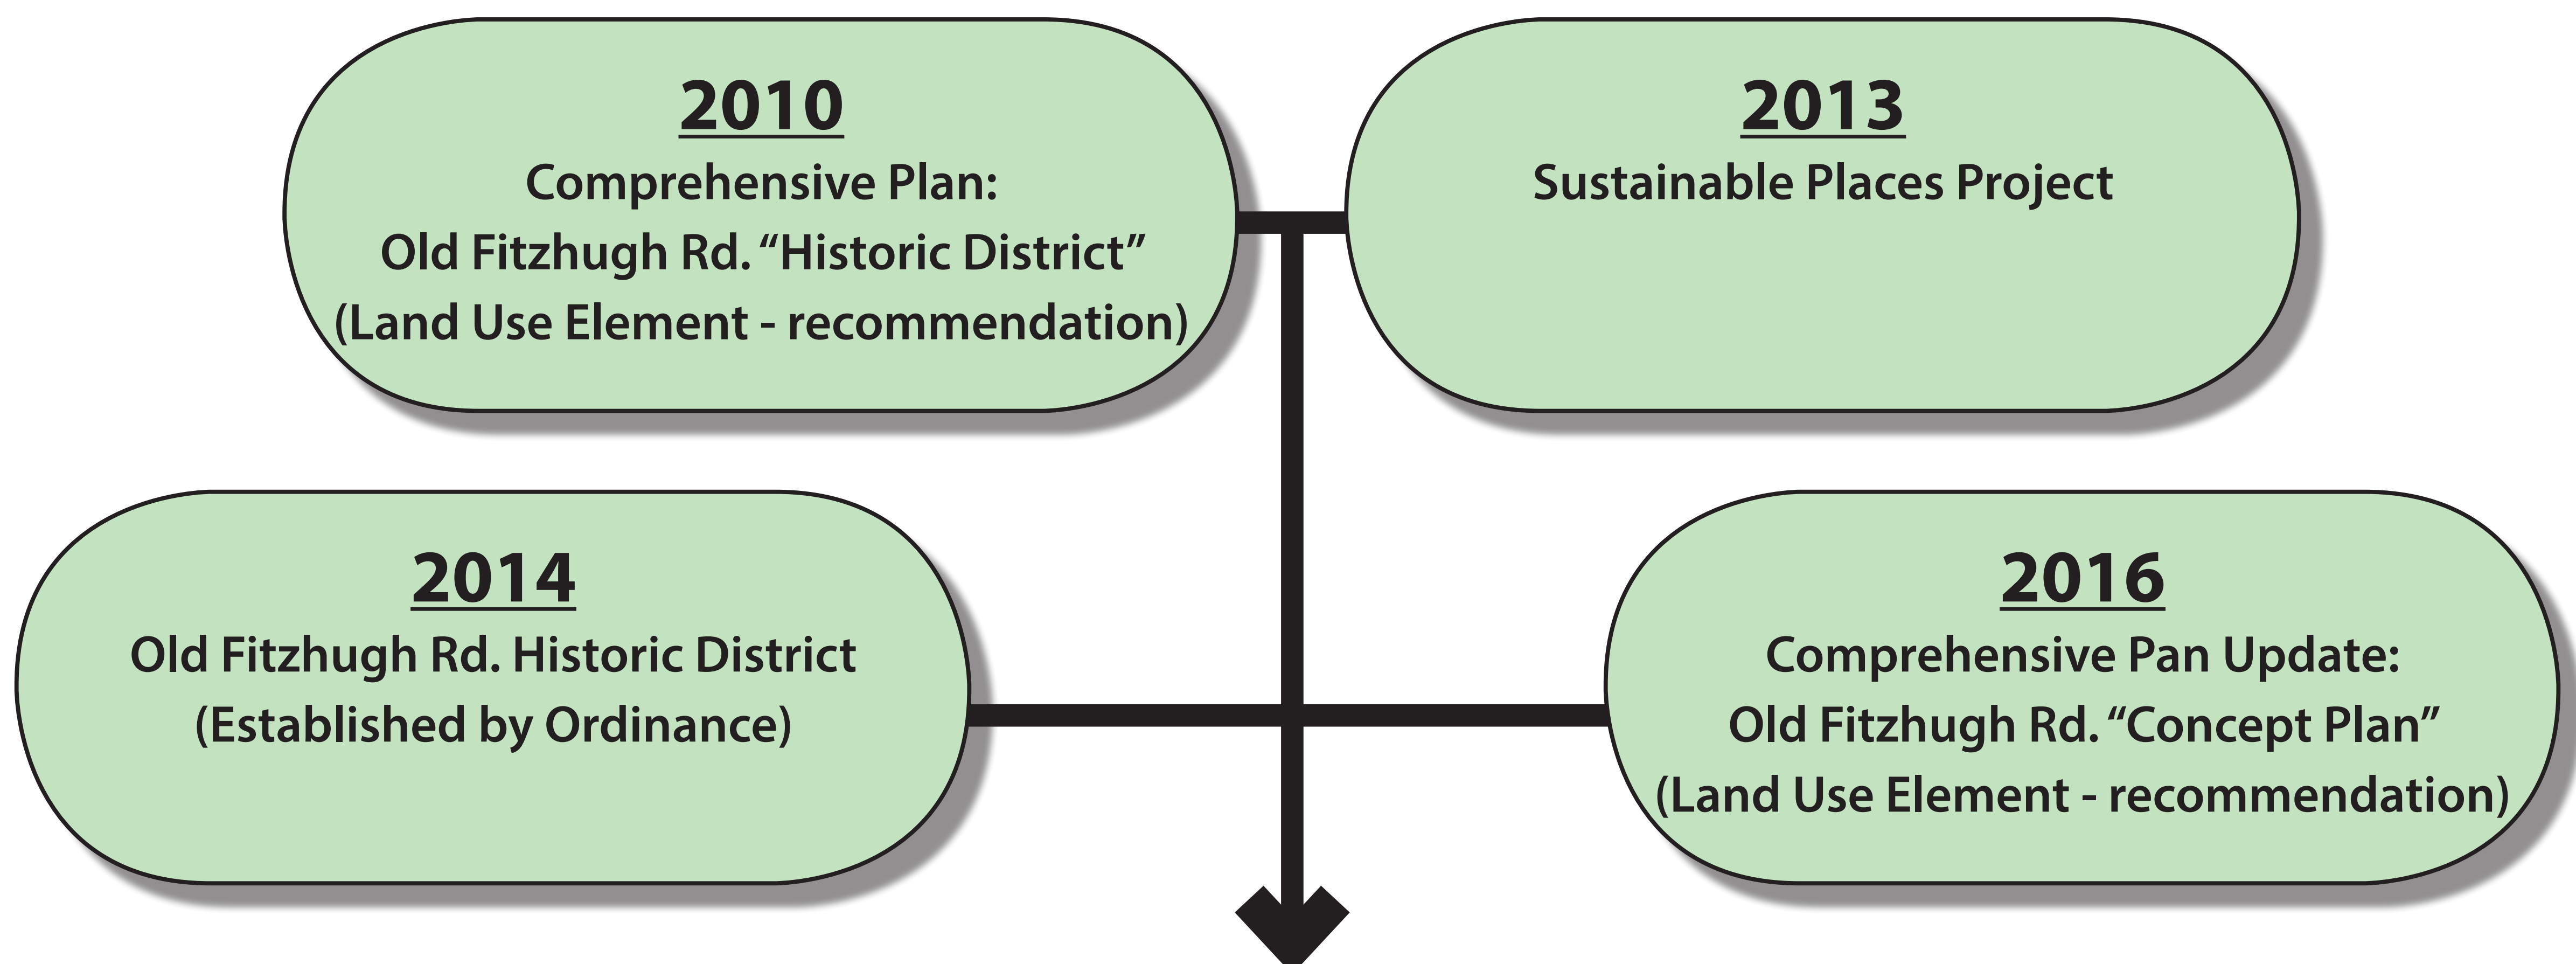 2010
Comprehensive Plan:
Old Fitzhugh Rd. “Historic District”
(Land Use Element - recommendation)
2013
Sustainable Places Project
2014
Old Fitzhugh Rd. Historic District
(Established by Ordinance)
2016
Comprehensive Pan Update:
Old Fitzhugh Rd. “Concept Plan”
(Land Use Element - recommendation)